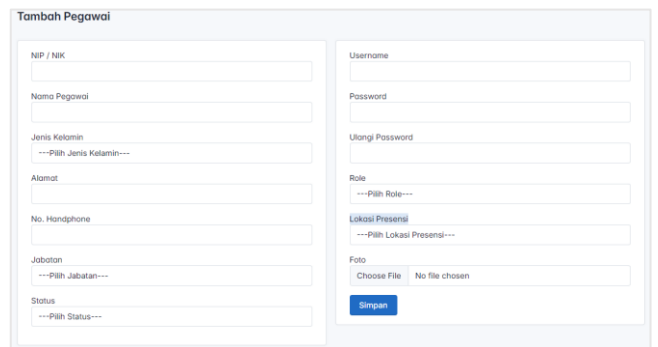 Tambah Pegawai
NIP / NIK
Nama Pegawai
Jenis Kelamin
---Pilih Jenis Kelamin---
Alamat
No. Handphone
Jabatan
---Pilih Jabatan---
Status
---Pilih Status---
Username
Password
Ulangi Password
Role
---Pilih Role---
Lokasi Presensi
---Pilih Lokasi Presensi---
Foto
Choose File No file chosen
Simpan